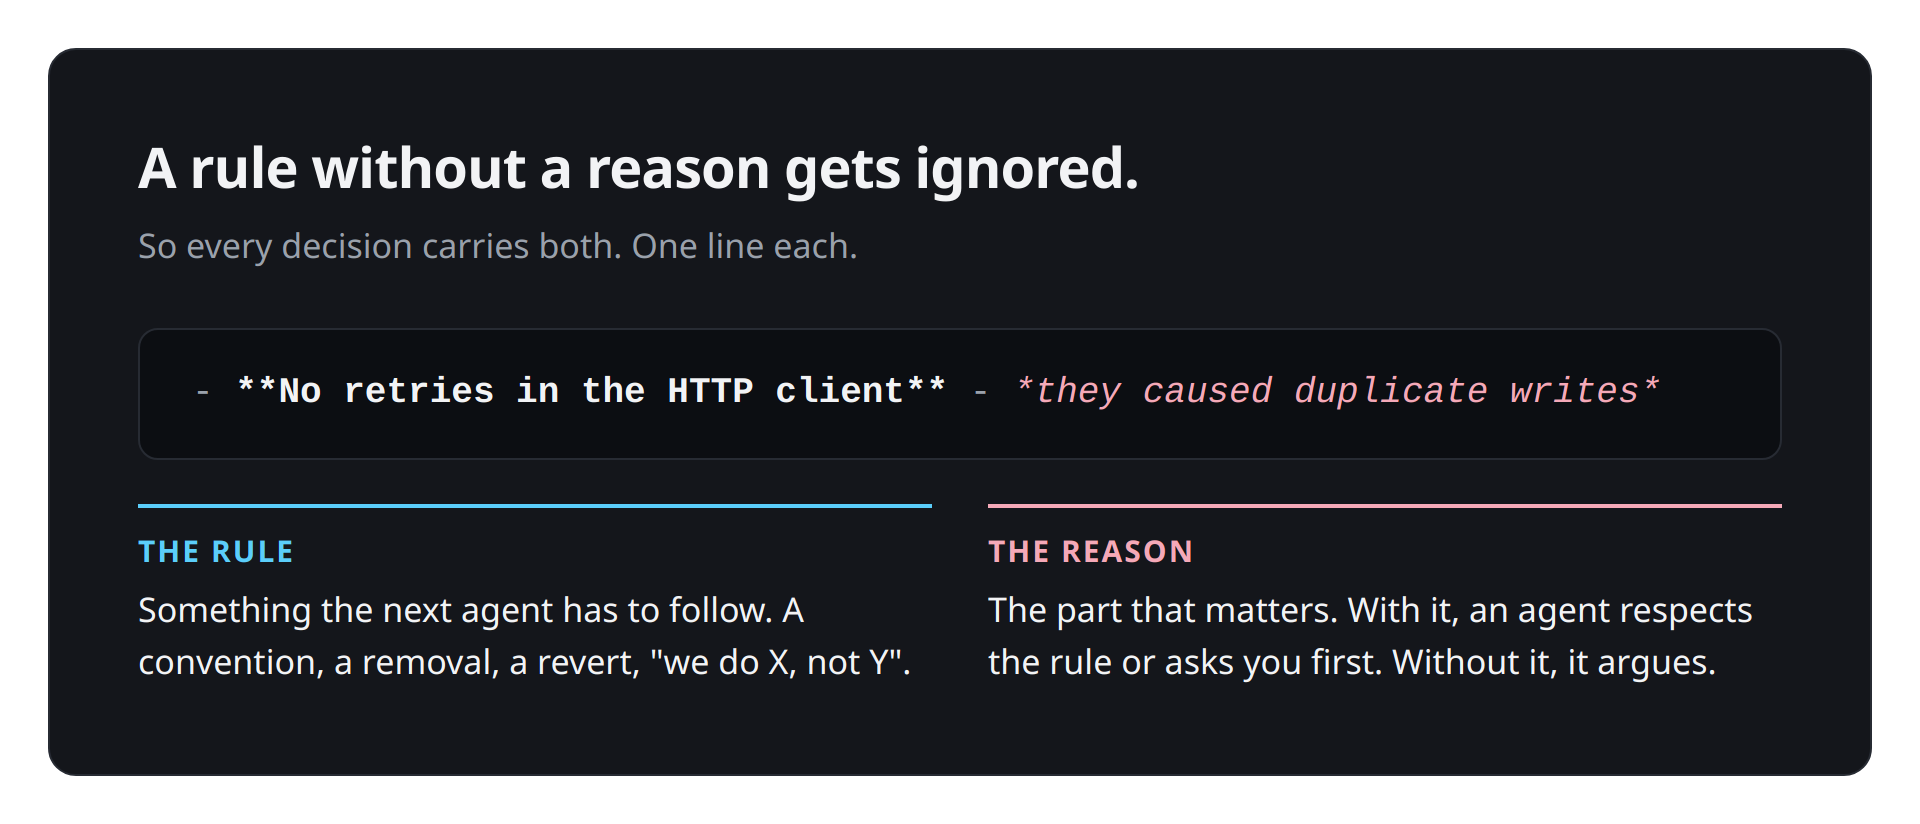 A rule without a reason gets ignored.
So every decision carries both. One line each.
- **No retries in the HTTP client** - *they caused duplicate writes*
THE RULE
Something the next agent has to follow. A
convention, a removal, a revert, "we do X, not Y".
THE REASON
The part that matters. With it, an agent respects
the rule or asks you first. Without it, it argues.